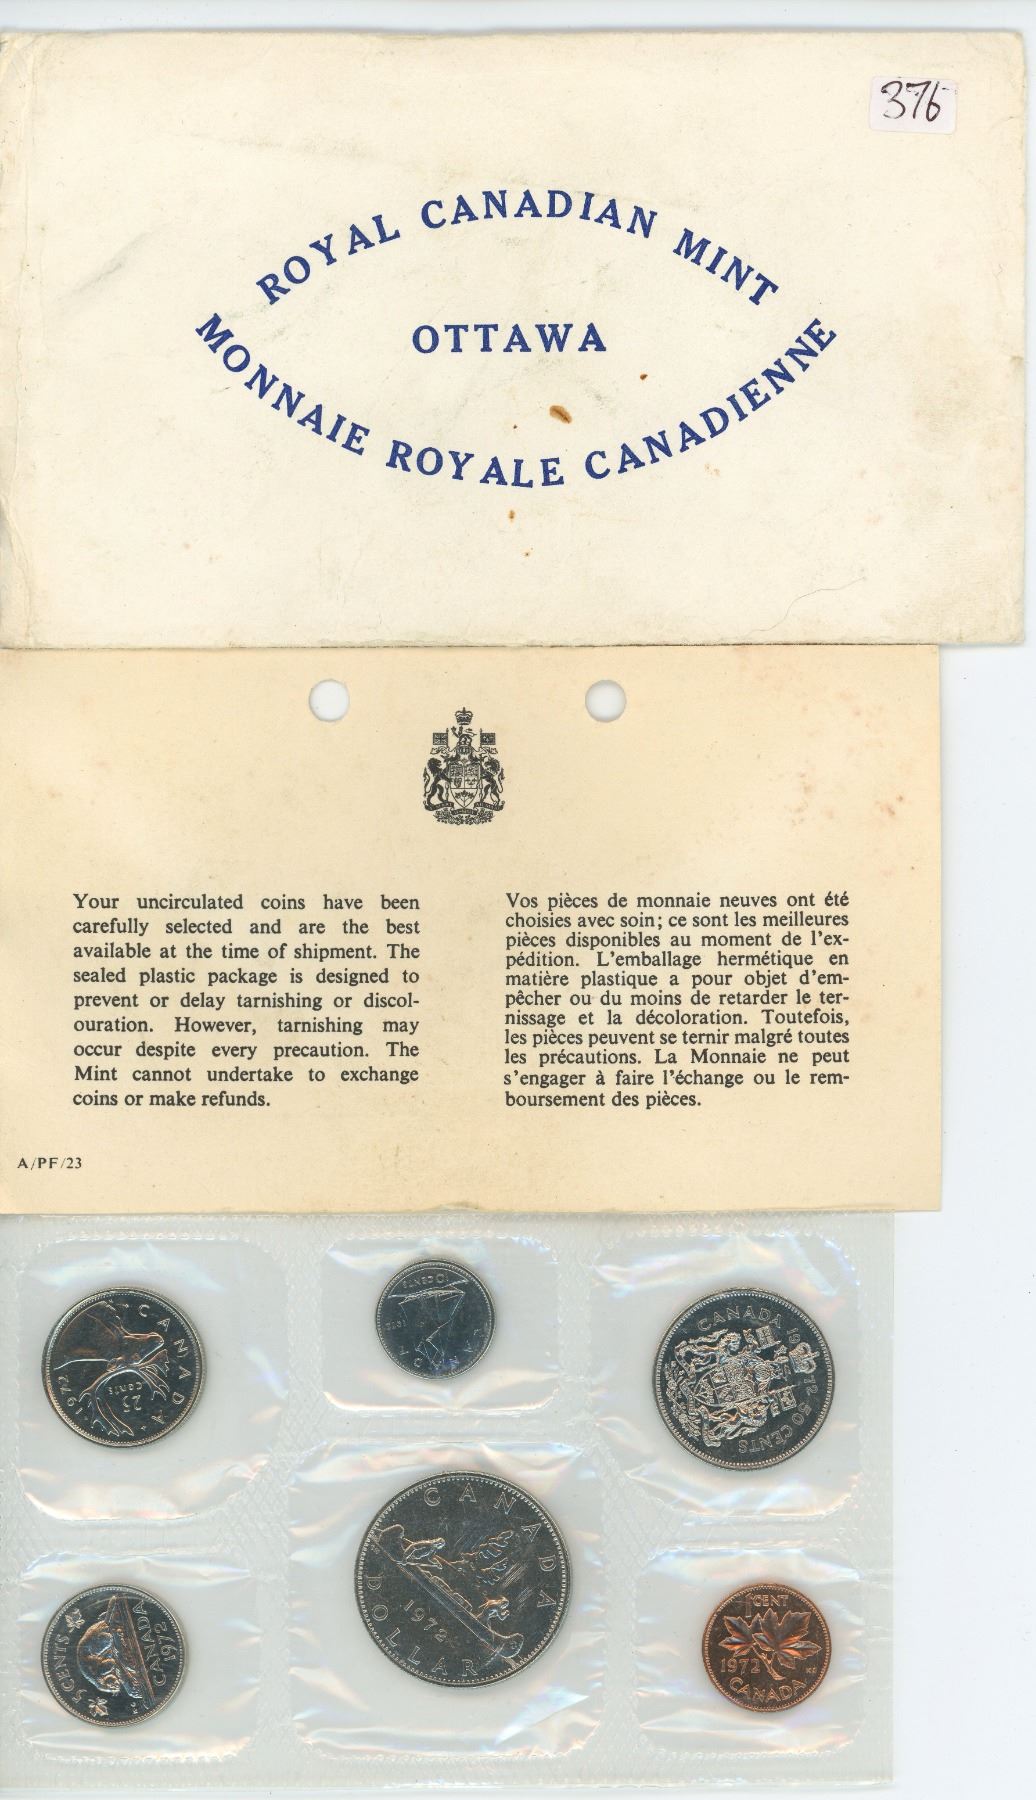 376
ROYAL CANADIAN MINT
OTTAWA
MONNAIE ROYALE CANADIENNE
Your uncirculated coins have been
carefully selected and are the best
available at the time of shipment. The
sealed plastic package is designed to
prevent or delay tarnishing or discol-
ouration. However, tarnishing may
occur despite every precaution. The
Mint cannot undertake to exchange
coins or make refunds.
Vos pièces de monnaie neuves ont été
choisies avec soin; ce sont les meilleures
pièces disponibles au moment de l'ex-
pédition. L'emballage hermétique en
matière plastique a pour objet d'em-
pêcher ou du moins de retarder le ter-
nissage et la décoloration. Toutefois,
les pièces peuvent se ternir malgré toutes
les précautions. La Monnaie ne peut
s'engager à faire l'échange ou le rem-
boursement des pièces.
A/PF/23
CANADA
25
CENTS
1972
10 CENTS
1972
CANADA
CANADA 1972
50 CENTS
5 CENTS
CANADA
1972
CANADA
1972
DOLLAR
1 CENT
1972
CANADA